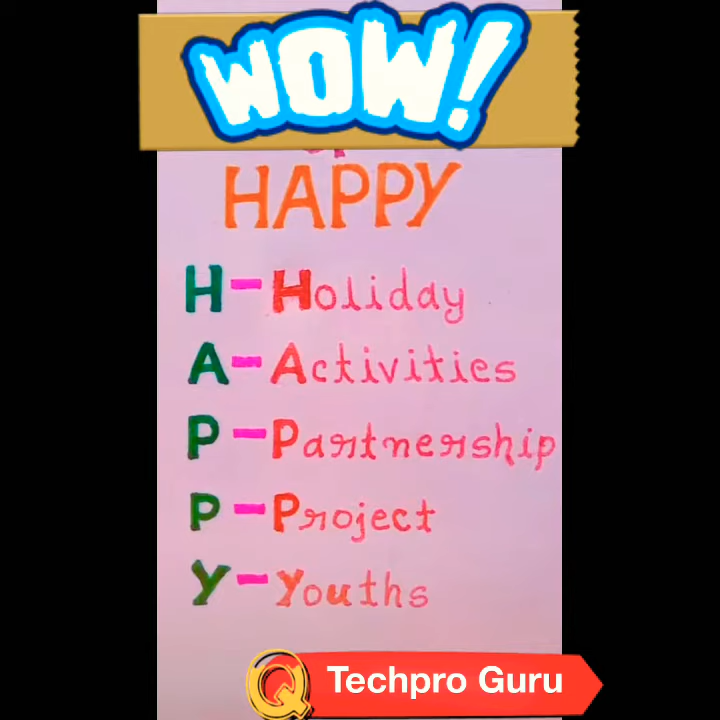 WOW!
HAPPY
H-Holiday
A-Activities
P-Partnership
P-Project
Y-Youths
Q Techpro Guru